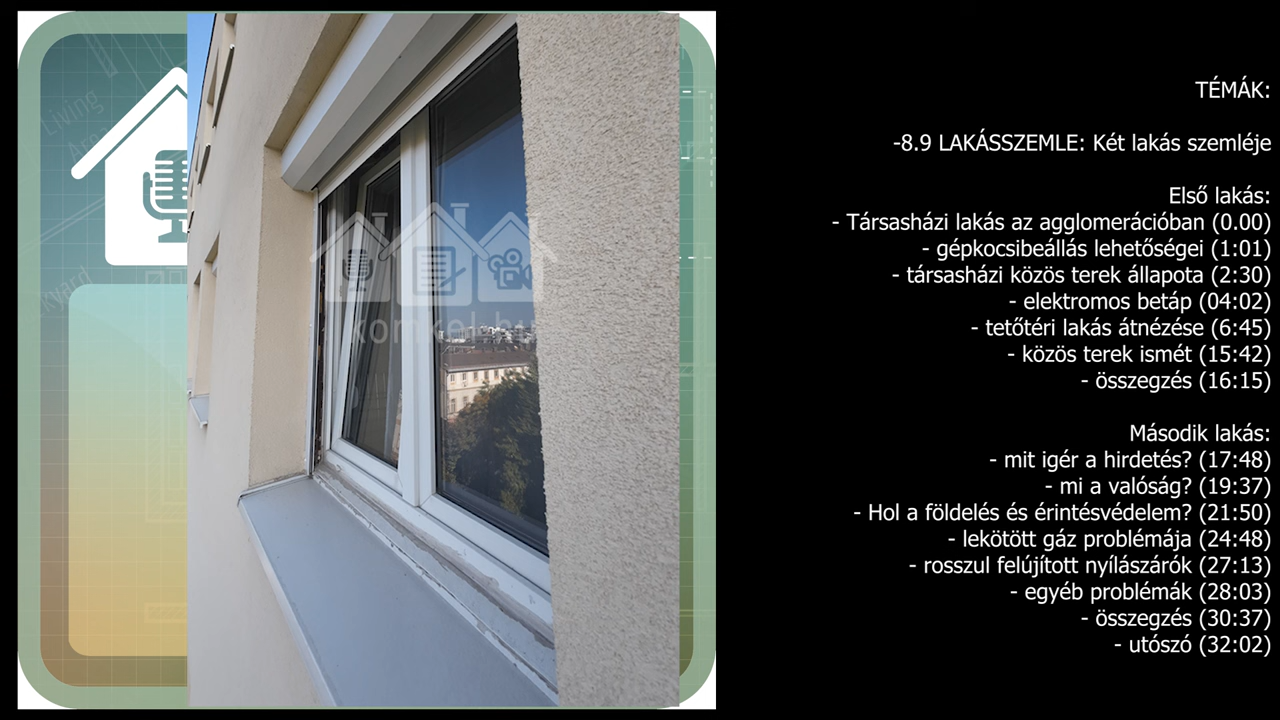 TÉMÁK:
-8.9 LAKÁSSZEMLE: Két lakás szemléje
Első lakás:
- Társasházi lakás az agglomerációban (0.00)
- gépkocsibeállás lehetőségei (1:01)
- társasházi közös terek állapota (2:30)
- elektromos betáp (04:02)
- tetőtéri lakás átnézése (6:45)
- közös terek ismét (15:42)
- összegzés (16:15)
Második lakás:
- mit igér a hirdetés? (17:48)
- mi a valóság? (19:37)
- Hol a földelés és érintésvédelem? (21:50)
- lekötött gáz problémája (24:48)
- rosszul felújított nyílászárók (27:13)
- egyéb problémák (28:03)
- összegzés (30:37)
- utószó (32:02)
Living